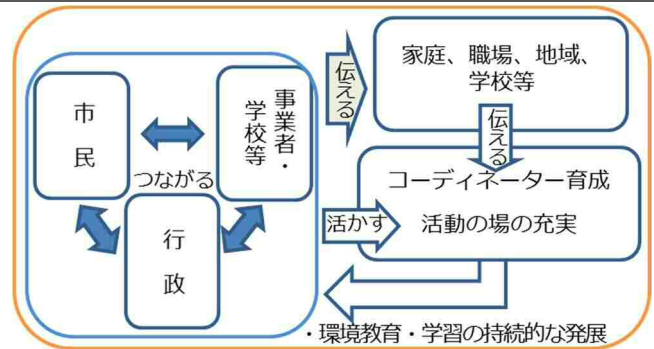 市民
事業者・
学校等
つながる
行政
伝える
家庭、職場、地域、
学校等
伝える
活かす
コーディネーター育成
活動の場の充実
・環境教育・学習の持続的な発展